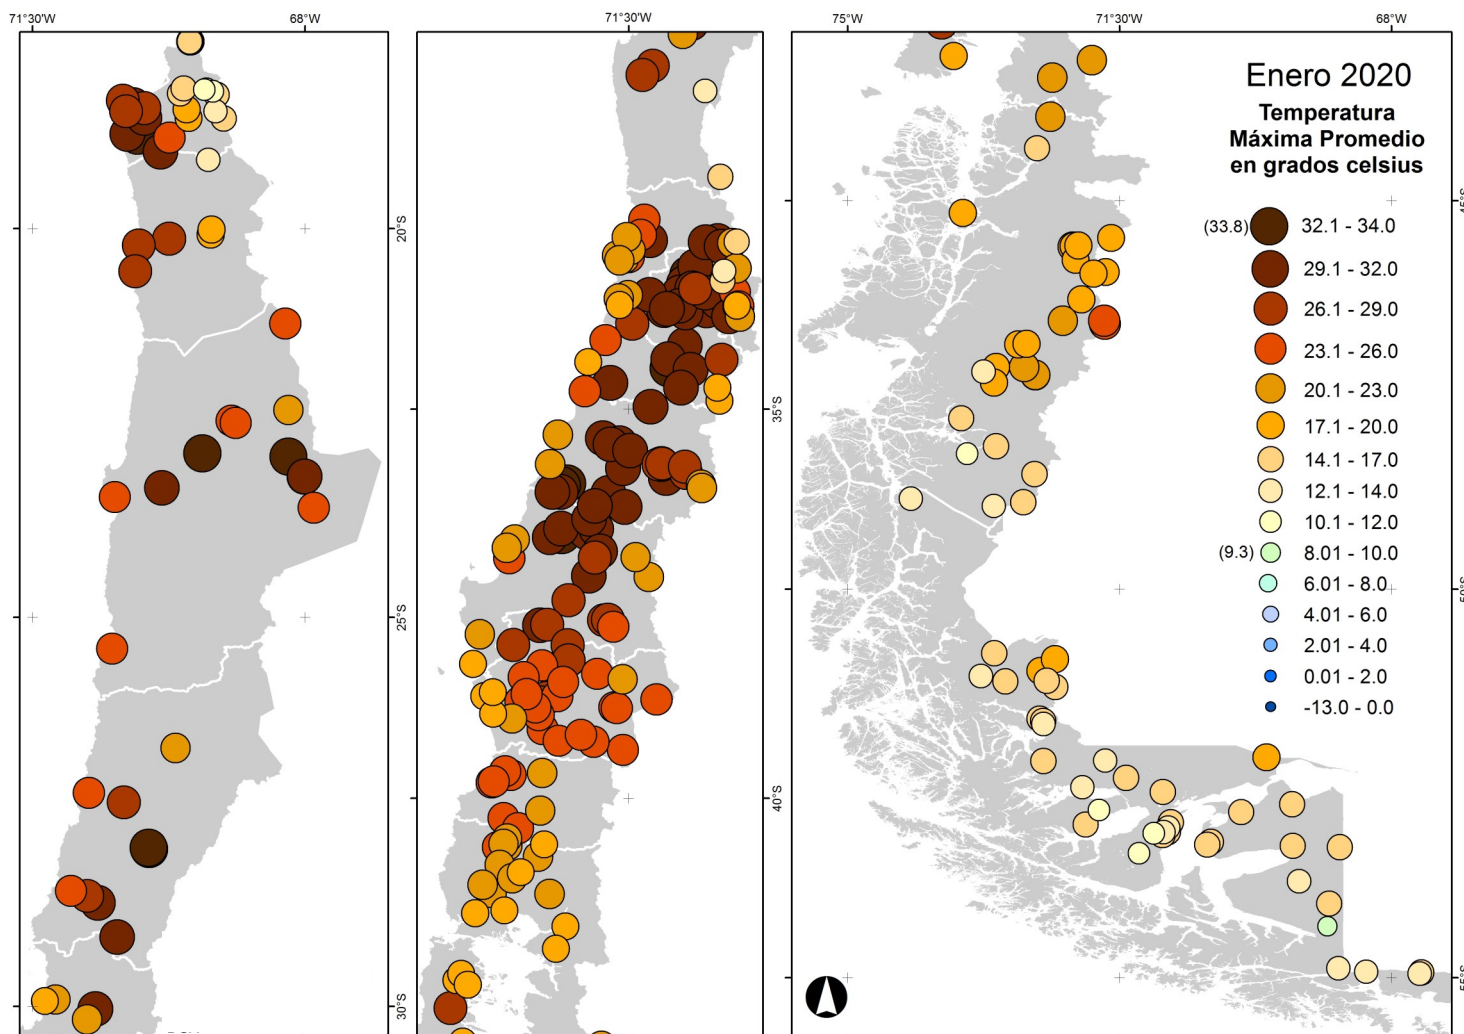 71°30'W
68°W
71°30'W
75°W
71°30'W
68°W
Enero 2020
Temperatura
Máxima Promedio
en grados celsius
(33.8)
32.1 - 34.0
29.1 - 32.0
26.1 - 29.0
23.1 - 26.0
20.1 - 23.0
17.1 - 20.0
14.1 - 17.0
12.1 - 14.0
10.1 - 12.0
(9.3)
8.01 - 10.0
6.01 - 8.0
4.01 - 6.0
2.01 - 4.0
0.01 - 2.0
-13.0 - 0.0
20°S
25°S
30°S
35°S
40°S
45°S
50°S
55°S